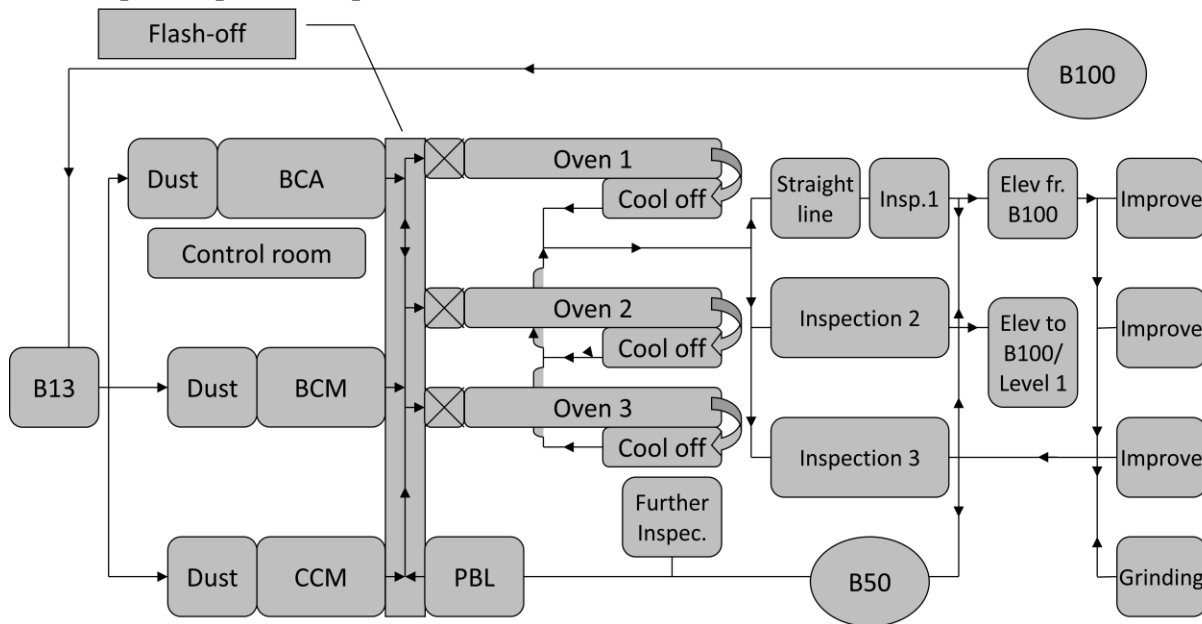 Flash-off
B100
Dust
BCA
Oven 1
Cool off
Straight
line
Insp.1
Elev fr.
B100
Improve
Control room
Oven 2
Cool off
Inspection 2
Elev to
B100/
Level 1
Improve
B13
Dust
BCM
Oven 3
Cool off
Inspection 3
Improve
Further
Inspec.
Dust
CCM
PBL
B50
Grinding